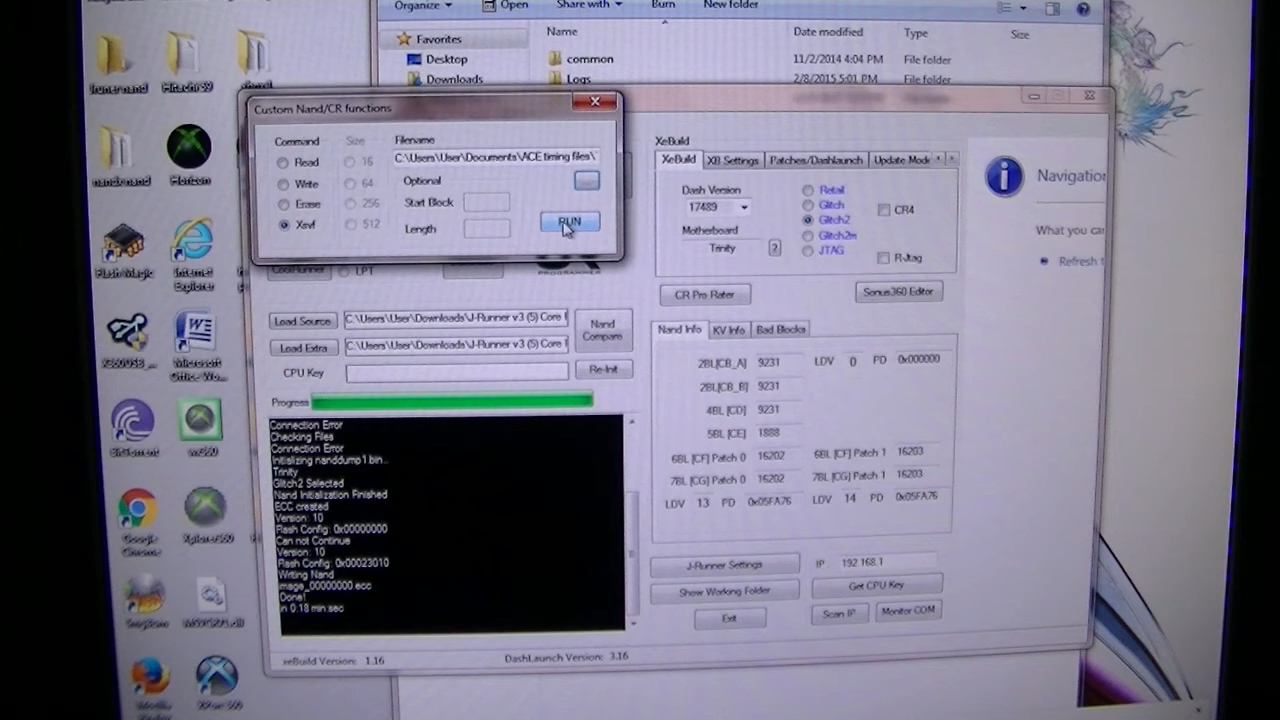 Organize
Open
Share with
Burn
New folder
Favorites
Name
Date modified
Type
Size
Desktop
common
11/2/2014 4:04 PM
File folder
Downloads
Logs
2/8/2015 5:01 PM
File folder
Custom Nand/CR functions
Command
Size
Filename
Read
16
C:\Users\User\Documents\ACE timing files\
Write
64
Optional
Erase
256
Start Block
Xsvf
512
Length
RUN
LPT
XeBuild
XeBuild
XB Settings
Patches/Dashlaunch
Update Mode
Dash Version
17489
Motherboard
Trinity
?
Retail
Glitch
Glitch2
Glitch2m
JTAG
CR4
R-Jtag
CR Pro Rater
Sonus360 Editor
Navigation
What you can
Refresh t
Load Source
C:\Users\User\Downloads\J-Runner v3 (5) Core
Load Extra
C:\Users\User\Downloads\J-Runner v3 (5) Core
Nand Compare
CPU Key
Re-Init
Progress
Connection Error
Checking Files
Connection Error
Initializing nanddump1.bin..
Trinity
Glitch2 Selected
Nand Initialization Finished
ECC created
Version: 10
Flash Config: 0x00000000
Can not Continue
Version: 10
Flash Config: 0x00023010
Writing Nand
image_00000000.ecc
Done!
in 0:18 min:sec
Nand Info
KV Info
Bad Blocks
2BL[CB_A] 9231
LDV 0 PD 0x000000
2BL[CB_B] 9231
4BL [CD] 9231
5BL [CE] 1888
6BL [CF] Patch 0 16202
6BL [CF] Patch 1 16203
7BL [CG] Patch 0 16202
7BL [CG] Patch 1 16203
LDV 13 PD 0x05FA76
LDV 14 PD 0x05FA76
J-Runner Settings
IP 192.168.1
Show Working Folder
Get CPU Key
Exit
Scan IP
Monitor COM
xeBuild Version: 1.16
DashLaunch Version: 3.16
Horizon
Flash Magic
Internet Explorer
Microsoft Office Wo...
BitTorrent
Google Chrome
Xplorer360